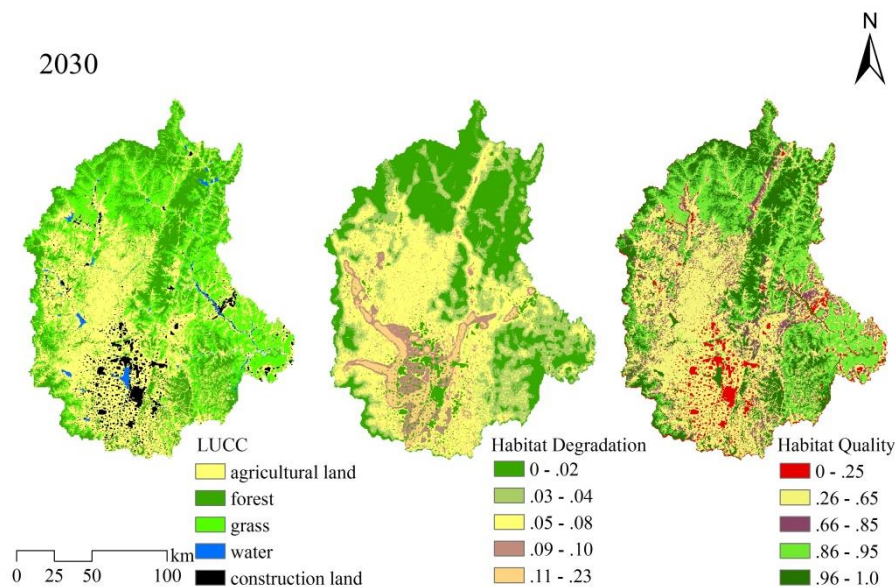 N
2030
LUCC
agricultural land
forest
grass
water
construction land
km
0 25 50 100
Habitat Degradation
0 - .02
.03 - .04
.05 - .08
.09 - .10
.11 - .23
Habitat Quality
0 - .25
.26 - .65
.66 - .85
.86 - .95
.96 - 1.0